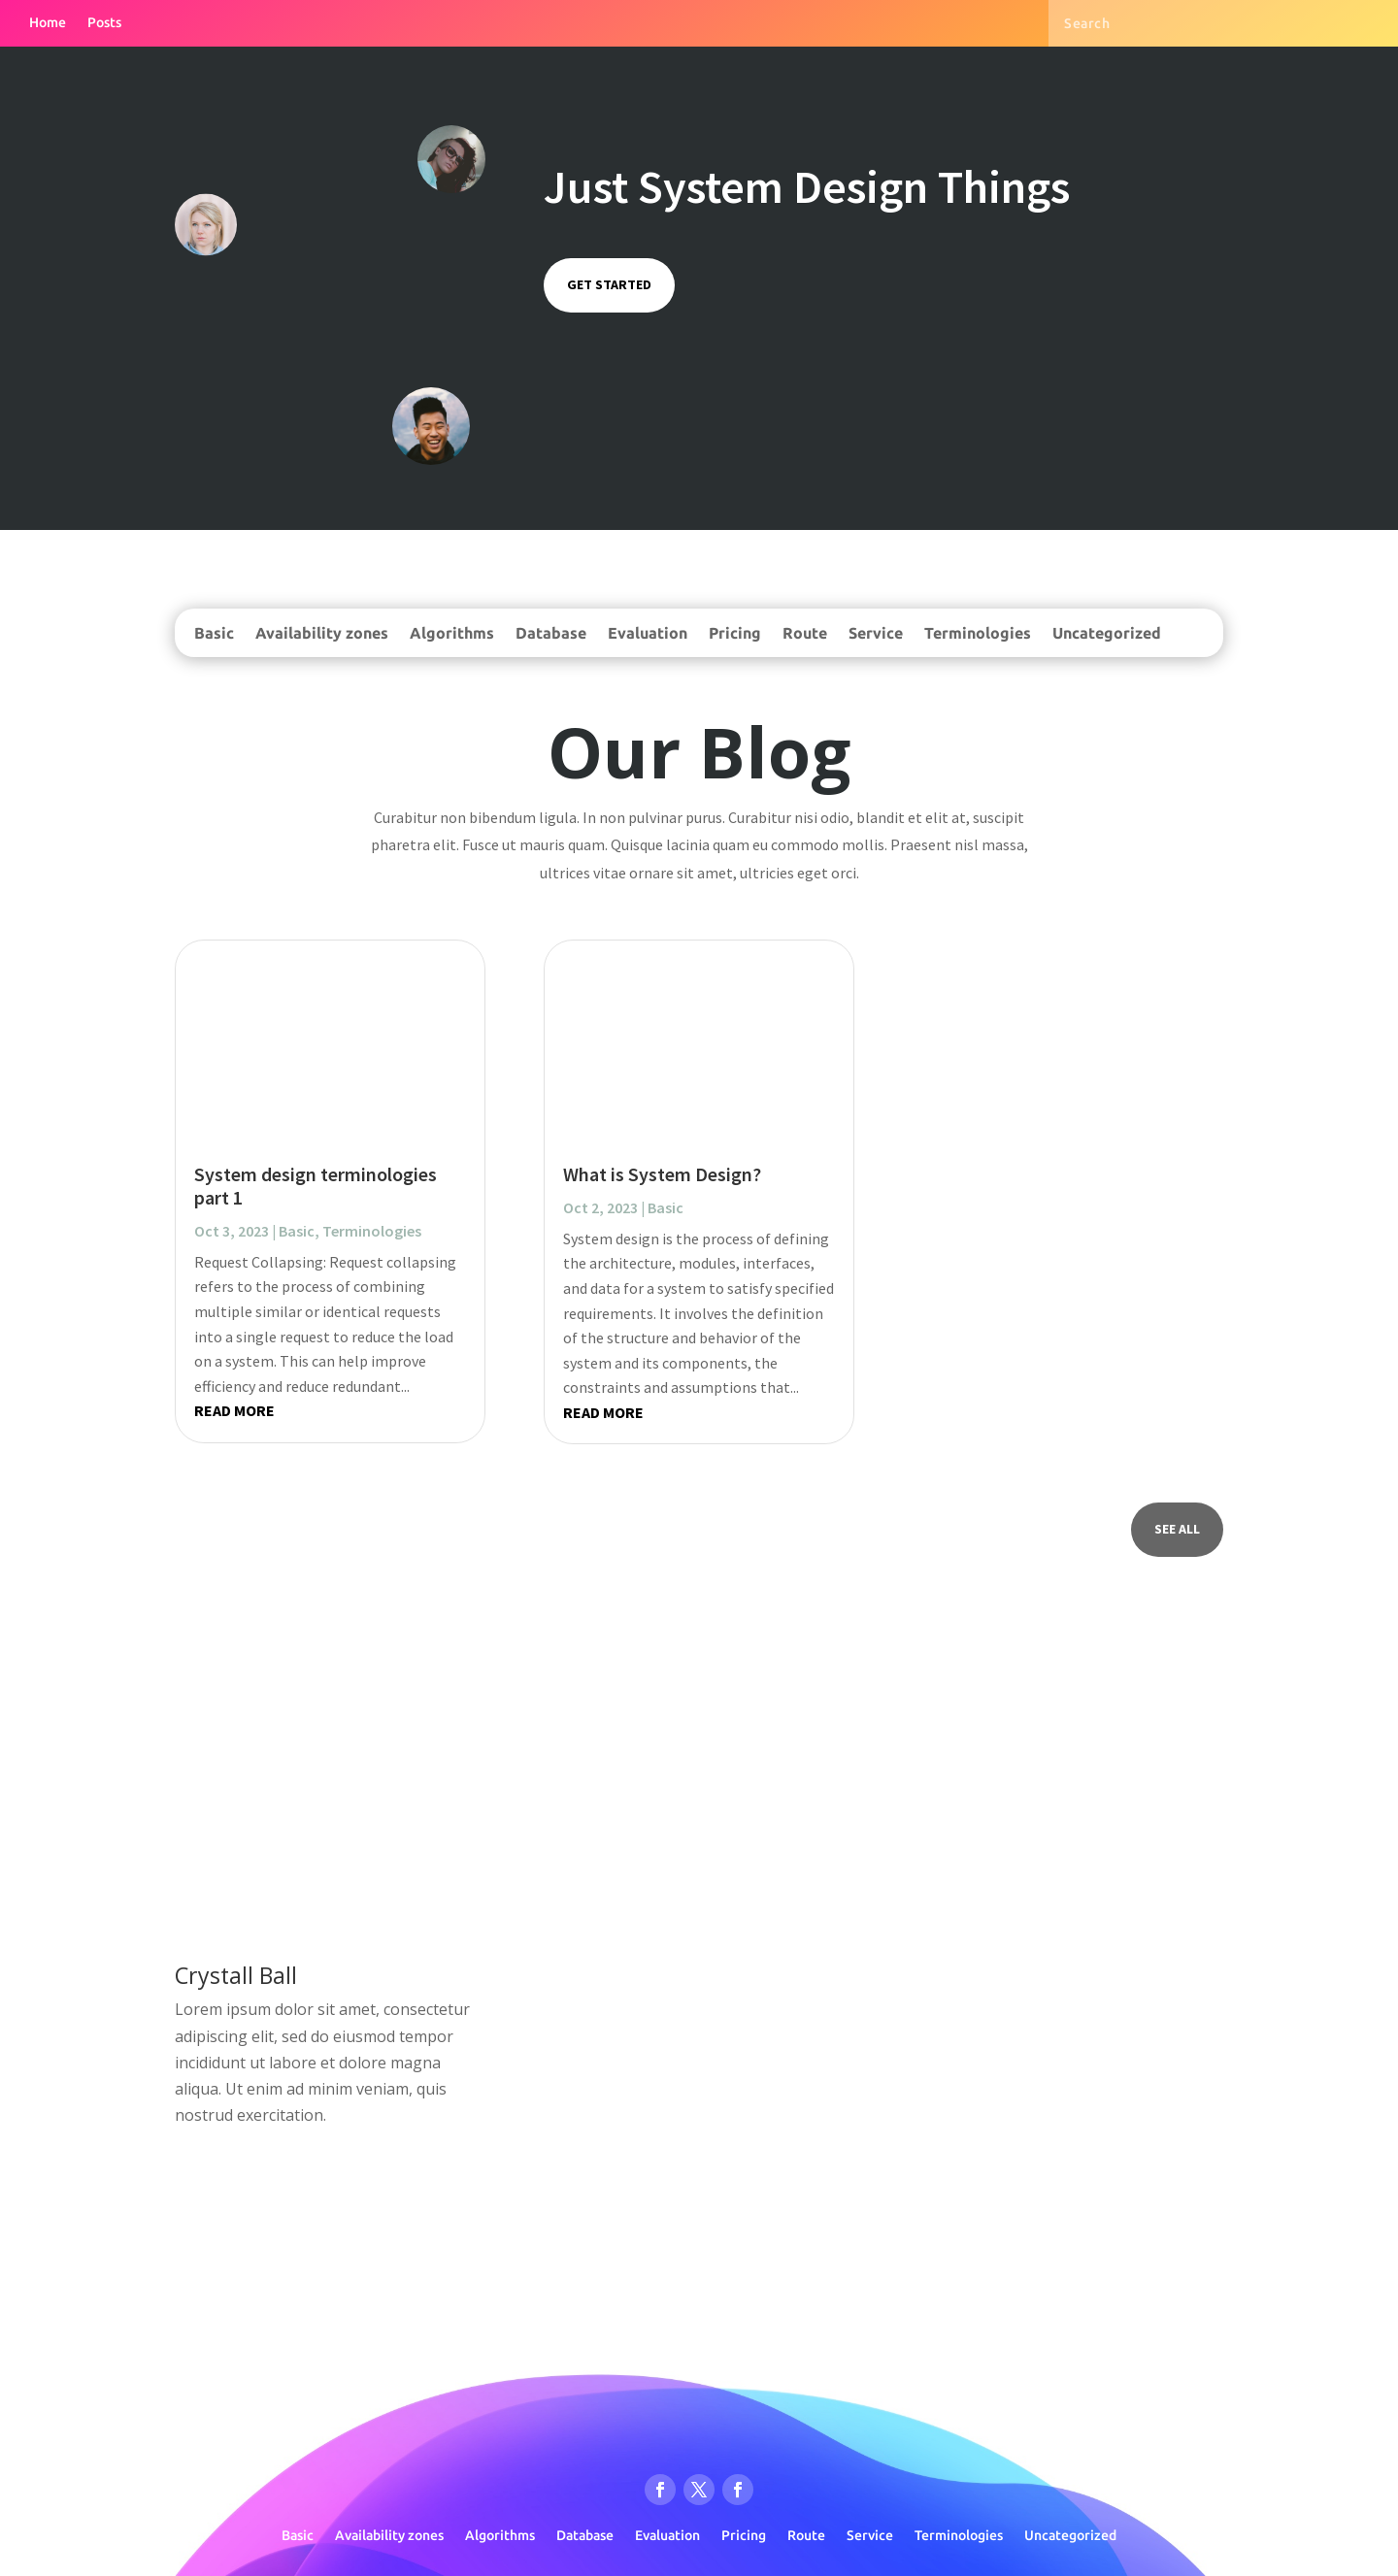 Home Posts Search
Just System Design Things
GET STARTED
Basic Availability zones Algorithms Database Evaluation Pricing Route Service Terminologies Uncategorized
Our Blog
Curabitur non bibendum ligula. In non pulvinar purus. Curabitur nisi odio, blandit et elit at, suscipit
pharetra elit. Fusce ut mauris quam. Quisque lacinia quam eu commodo mollis. Praesent nisl massa,
ultrices vitae ornare sit amet, ultricies eget orci.
System design terminologies
part 1
Oct 3, 2023 | Basic, Terminologies
Request Collapsing: Request collapsing
refers to the process of combining
multiple similar or identical requests
into a single request to reduce the load
on a system. This can help improve
efficiency and reduce redundant...
READ MORE
What is System Design?
Oct 2, 2023 | Basic
System design is the process of defining
the architecture, modules, interfaces,
and data for a system to satisfy specified
requirements. It involves the definition
of the structure and behavior of the
system and its components, the
constraints and assumptions that...
READ MORE
SEE ALL
Crystall Ball
Lorem ipsum dolor sit amet, consectetur
adipiscing elit, sed do eiusmod tempor
incididunt ut labore et dolore magna
aliqua. Ut enim ad minim veniam, quis
nostrud exercitation.
Basic Availability zones Algorithms Database Evaluation Pricing Route Service Terminologies Uncategorized